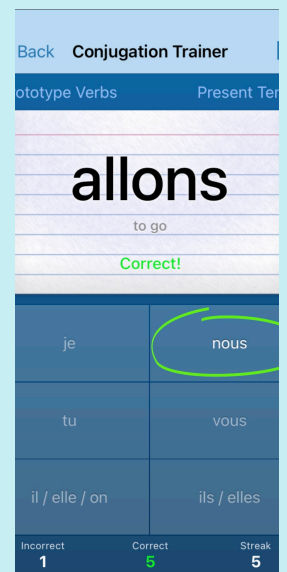 Back Conjugation Trainer
ototype Verbs Present Ten
allons
to go
Correct!
je nous
tu vous
il / elle / on ils / elles
Incorrect Correct Streak
1 5 5